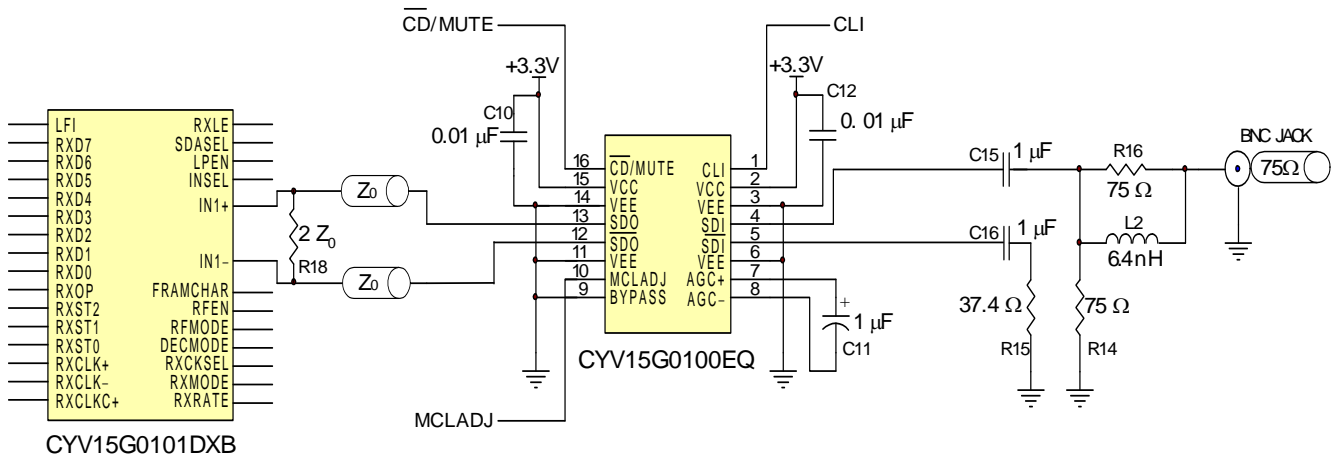 CD/MUTE
CLI
+3.3V
+3.3V
C10
0.01 µF
C12
0. 01 µF
LFI
RXD7
RXD6
RXD5
RXD4
RXD3
RXD2
RXD1
RXD0
RXOP
RXST2
RXST1
RXST0
RXCLK+
RXCLK–
RXCLKC+
RXLE
SDASEL
LPEN
INSEL
IN1+
IN1–
FRAMCHAR
RFEN
RFMODE
DECMODE
RXCKSEL
RXMODE
RXRATE
CYV15G0101DXB
2 Z0
R18
Z0
Z0
16 CD/MUTE
15 VCC
14 VEE
13 SDO
12 SDO
11 VEE
10 MCLADJ
9 BYPASS
CLI 1
VCC 2
VEE 3
SDI 4
SDI 5
VEE 6
AGC+ 7
AGC– 8
CYV15G0100EQ
MCLADJ
+
1 µF
C11
C15 1 µF
C16 1 µF
R16
75 Ω
L2
6.4nH
37.4 Ω
R15
75 Ω
R14
BNC JACK
75Ω